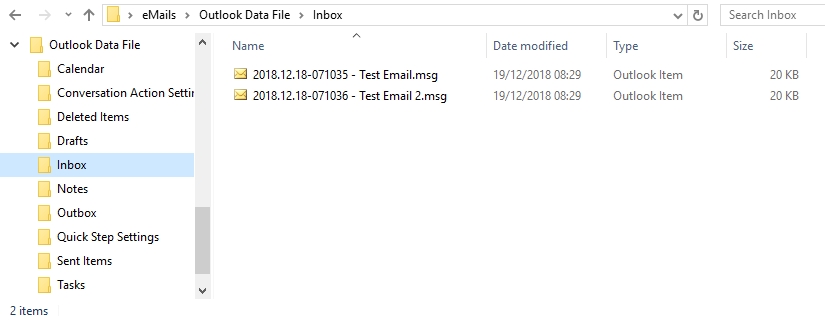 eMails > Outlook Data File > Inbox
Search Inbox
Outlook Data File
Calendar
Conversation Action Settin
Deleted Items
Drafts
Inbox
Notes
Outbox
Quick Step Settings
Sent Items
Tasks
Name Date modified Type Size
2018.12.18-071035 - Test Email.msg 19/12/2018 08:29 Outlook Item 20 KB
2018.12.18-071036 - Test Email 2.msg 19/12/2018 08:29 Outlook Item 20 KB
2 items